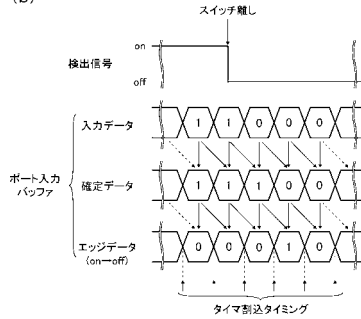 (b)
スイッチ離し
on
検出信号
off
入力データ
1 1 0 0 0
ポート入力
バッファ
確定データ
1 1 1 0 0
エッジデータ
(on→off)
0 0 0 1 0
タイマ割込タイミング